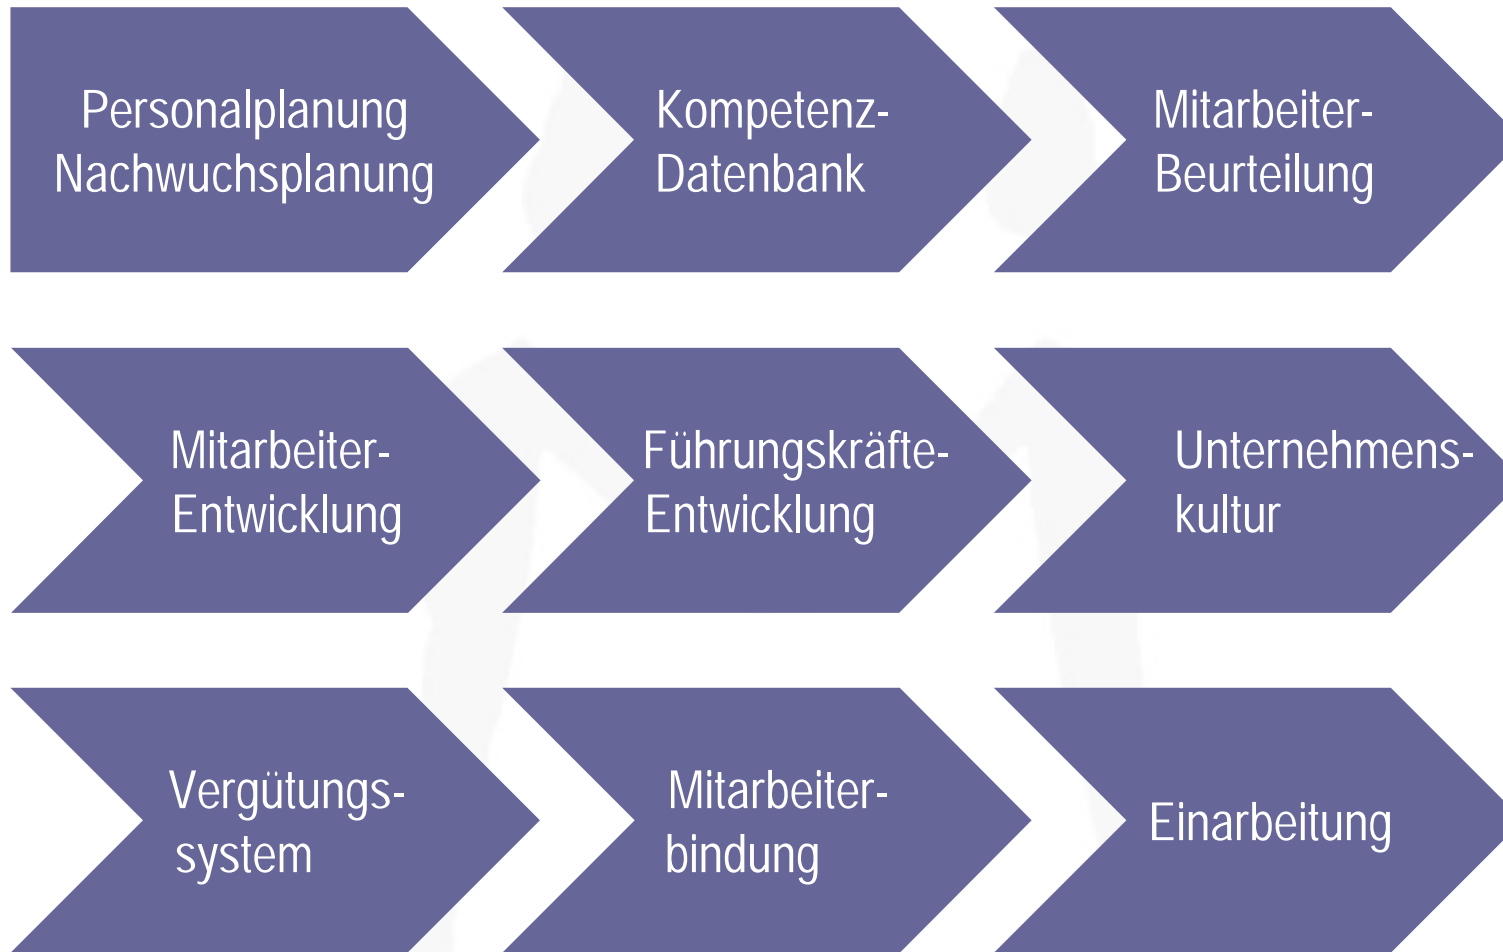 Personalplanung
Nachwuchsplanung
Kompetenz-
Datenbank
Mitarbeiter-
Beurteilung
Mitarbeiter-
Entwicklung
Führungskräfte-
Entwicklung
Unternehmens-
kultur
Vergütungs-
system
Mitarbeiter-
bindung
Einarbeitung